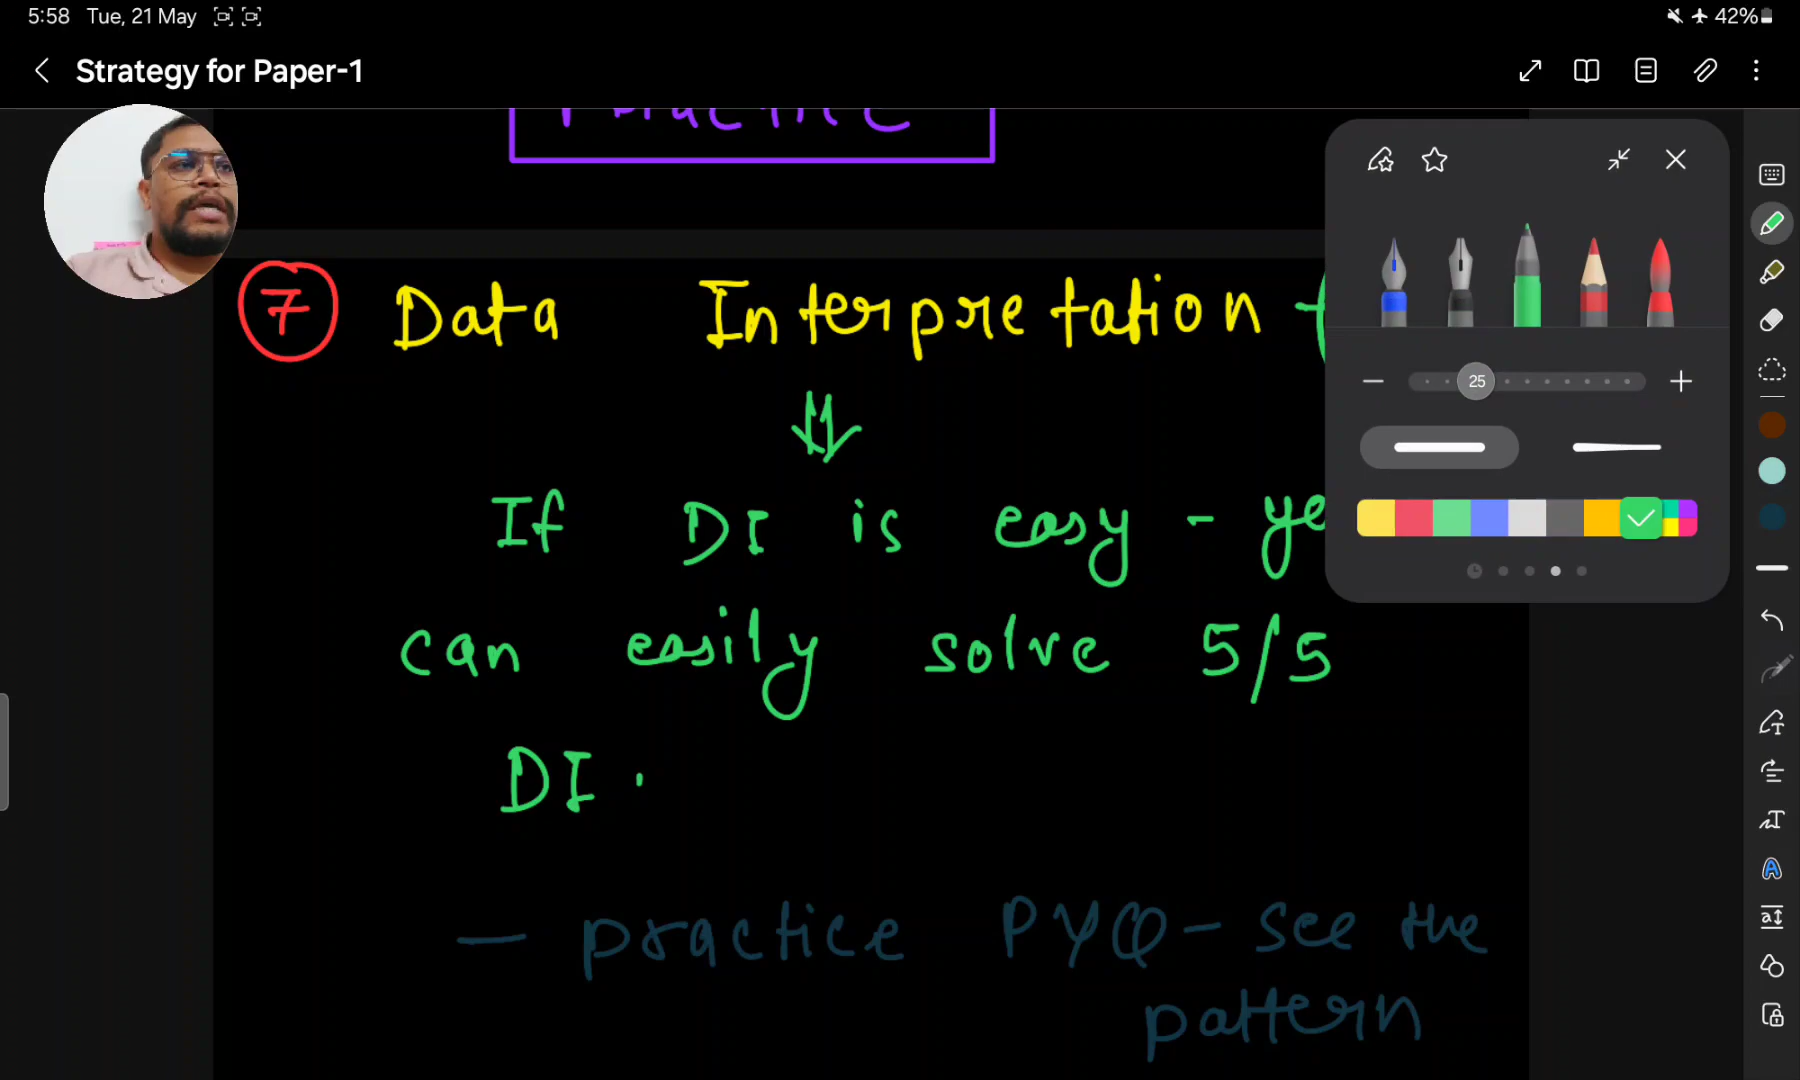 5:58 Tue, 21 May 42%
Strategy for Paper-1
Practice
7 Data Interpretation -
25
If DI is easy - ye
can easily solve 5/5
DI .
— practice PYQ - see the
pattern